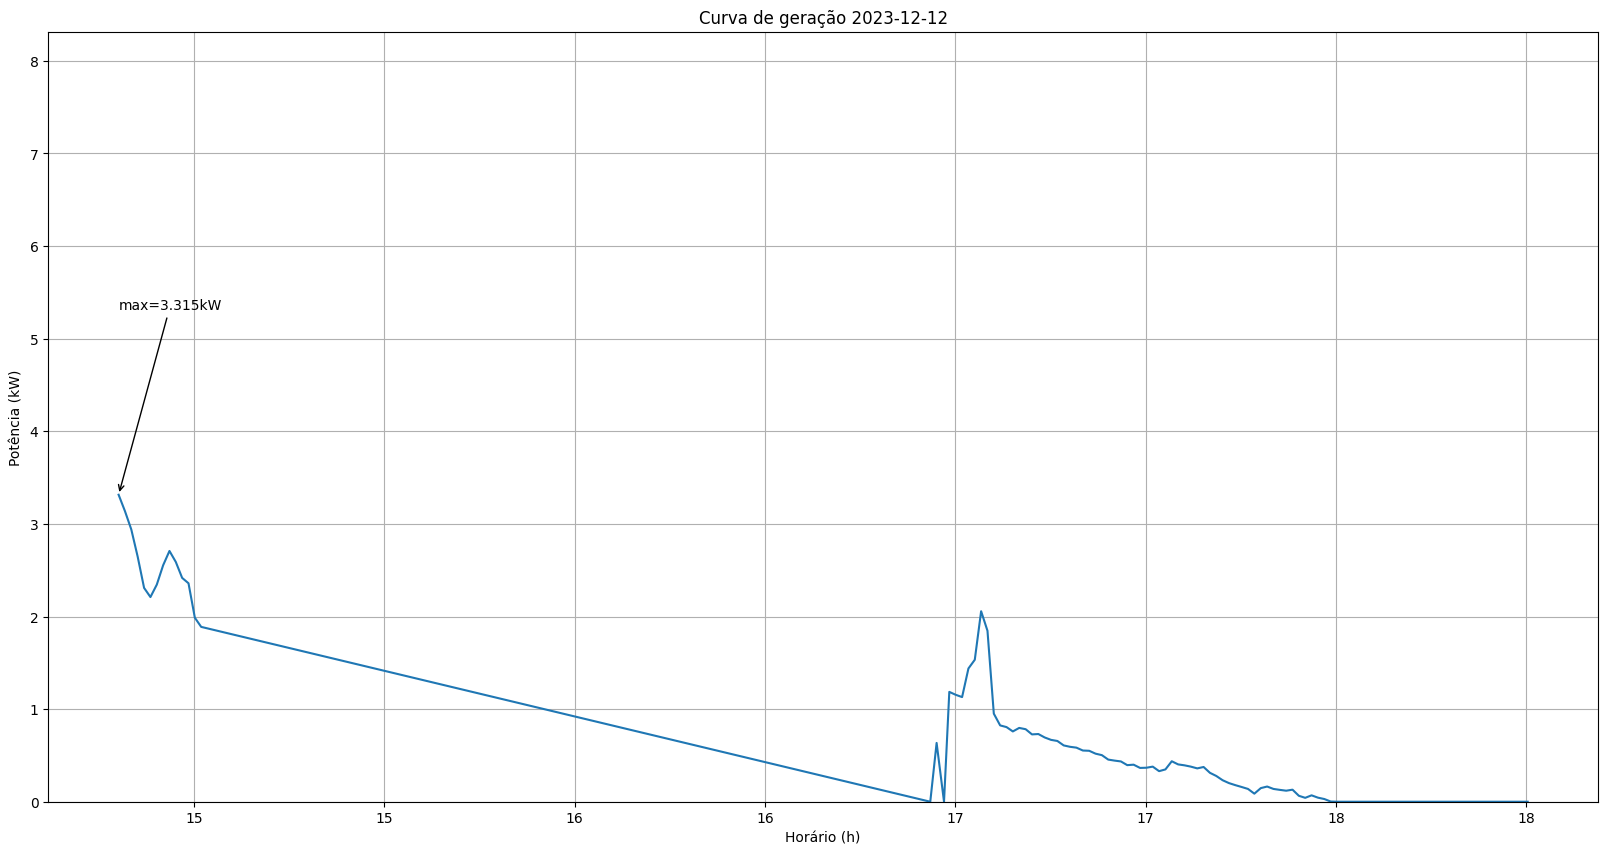 Curva de geração 2023-12-12
8
7
6
5
4
3
2
1
0
Potência (kW)
max=3.315kW
15 15 16 16 17 17 18 18
Horário (h)